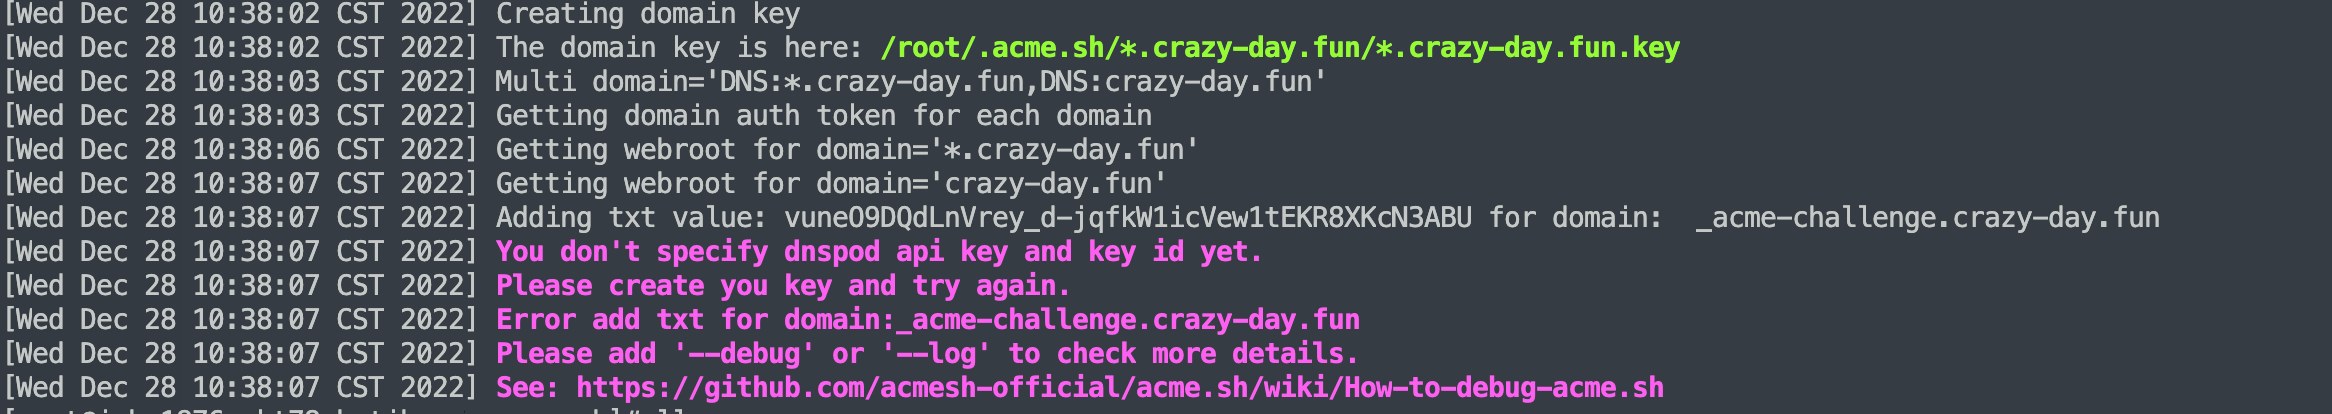 [Wed Dec 28 10:38:02 CST 2022] Creating domain key
[Wed Dec 28 10:38:02 CST 2022] The domain key is here: /root/.acme.sh/*.crazy-day.fun/*.crazy-day.fun.key
[Wed Dec 28 10:38:03 CST 2022] Multi domain='DNS:*.crazy-day.fun,DNS:crazy-day.fun'
[Wed Dec 28 10:38:03 CST 2022] Getting domain auth token for each domain
[Wed Dec 28 10:38:06 CST 2022] Getting webroot for domain='*.crazy-day.fun'
[Wed Dec 28 10:38:07 CST 2022] Getting webroot for domain='crazy-day.fun'
[Wed Dec 28 10:38:07 CST 2022] Adding txt value: vuneO9DQdLnVrey_d-jqfkW1icVew1tEKR8XKcN3ABU for domain:  _acme-challenge.crazy-day.fun
[Wed Dec 28 10:38:07 CST 2022] You don't specify dnspod api key and key id yet.
[Wed Dec 28 10:38:07 CST 2022] Please create you key and try again.
[Wed Dec 28 10:38:07 CST 2022] Error add txt for domain:_acme-challenge.crazy-day.fun
[Wed Dec 28 10:38:07 CST 2022] Please add '--debug' or '--log' to check more details.
[Wed Dec 28 10:38:07 CST 2022] See: https://github.com/acmesh-official/acme.sh/wiki/How-to-debug-acme.sh